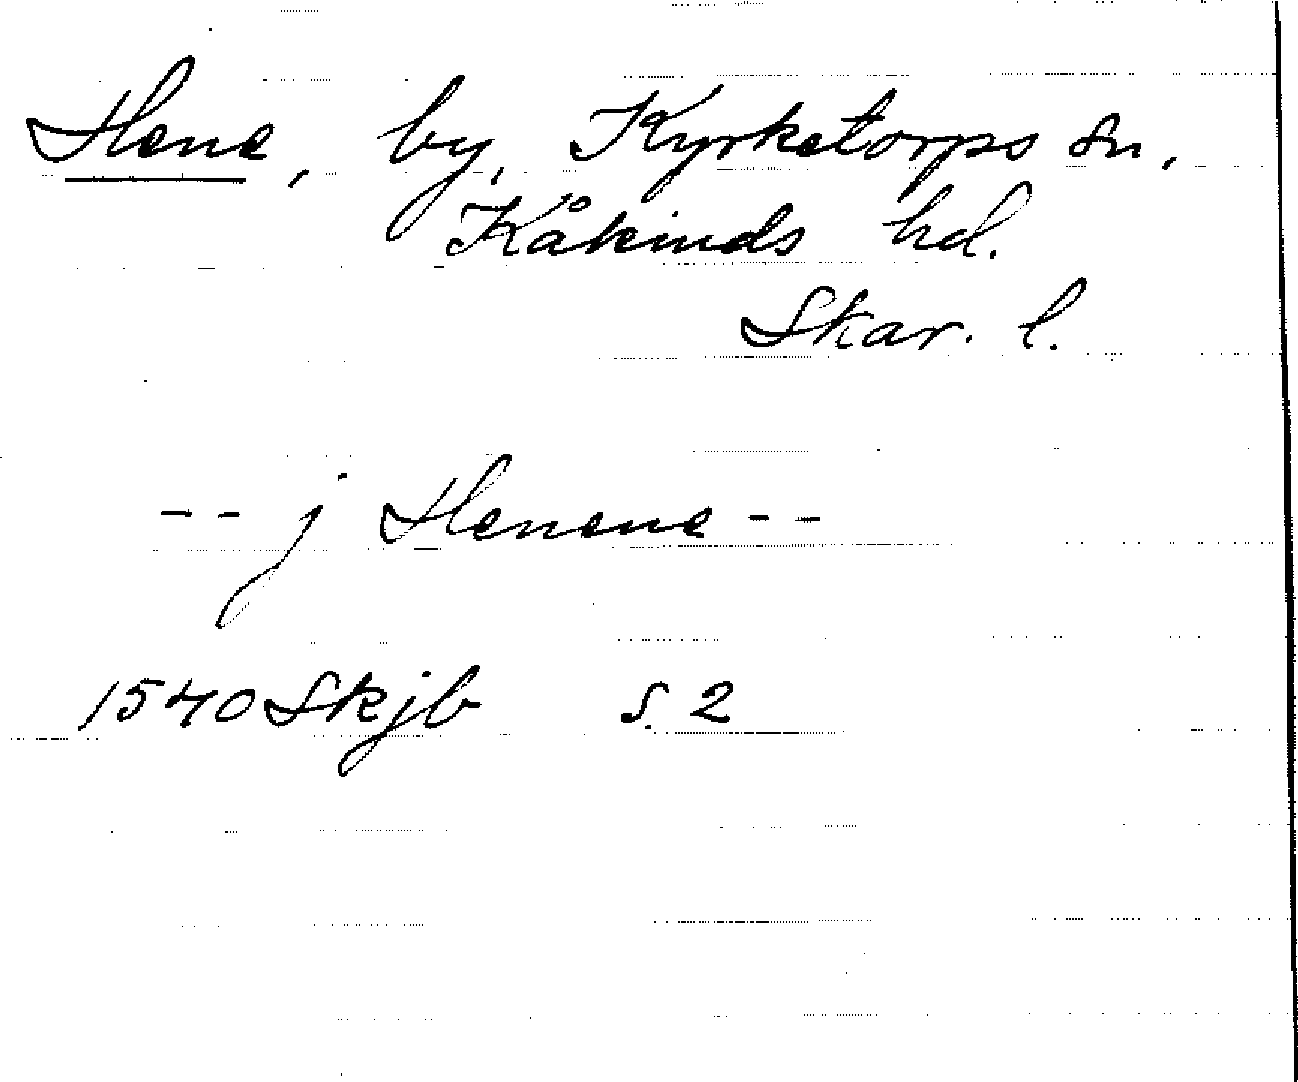 Hene, by, Kyrketorps sn,
Kåkinds hd.
Skar. l.
-- j Henene --
1540 Skjb s. 2